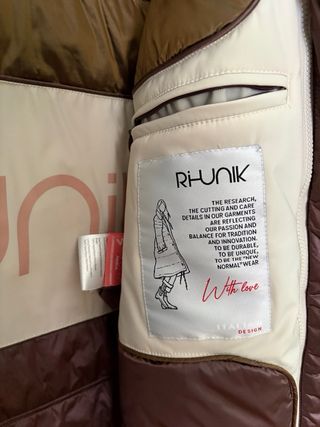 RI-UNIK
THE RESEARCH,
THE CUTTING AND CARE
DETAILS IN OUR GARMENTS
ARE REFLECTING
OUR PASSION AND
BALANCE FOR TRADITION
AND INNOVATION.
TO BE DURABLE,
TO BE UNIQUE,
TO BE THE "NEW
NORMAL" WEAR
With love
ITALIAN
DESIGN
uni